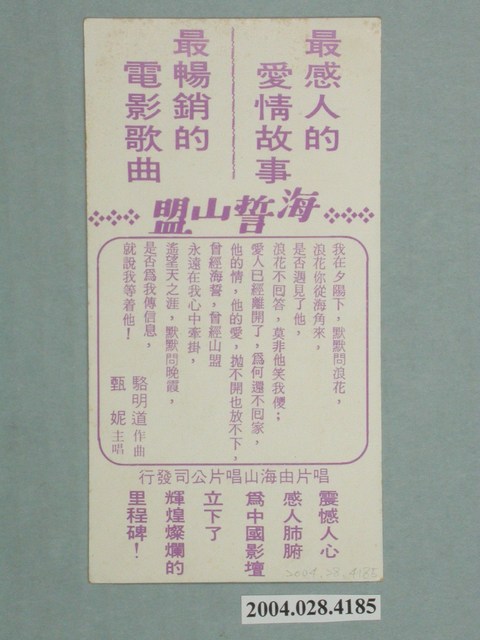 最感人的
愛情故事
最暢銷的
電影歌曲
海誓山盟
我在夕陽下，默默問浪花，
浪花你從海角來，
是否遇見了他，
浪花不回答，莫非他笑我傻；
愛人已經離開了，為何還不回家，
他的情，他的愛，拋不開也放不下，
曾經海誓，曾經山盟
永遠在我心中牽掛，
遙望天之涯，默默問晚霞，
是否為我傳信息，
就說我等着他！
駱明道作曲
甄妮主唱
唱片由海山唱片公司發行
震憾人心
感人肺腑
為中國影壇
立下了
輝煌燦爛的
里程碑！
2004.28.4185
2004.028.4185